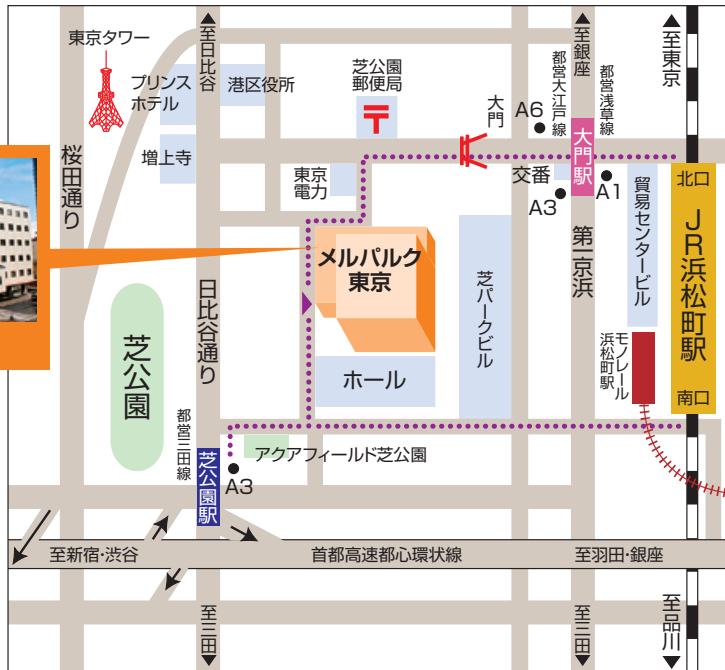 東京タワー
至日比谷
プリンス
ホテル
港区役所
芝公園
郵便局
大門
A6
都営大江戸線
至銀座
都営浅草線
至東京
桜田通り
増上寺
東京
電力
交番
A3
大門駅
A1
貿易センタービル
北口
JR浜松町駅
南口
メルパルク
東京
日比谷通り
芝公園
ホール
芝パークビル
第一京浜
モノレール
浜松町駅
都営三田線
芝公園駅
A3
アクアフィールド芝公園
至新宿・渋谷
首都高速都心環状線
至羽田・銀座
至三田
至三田
至品川